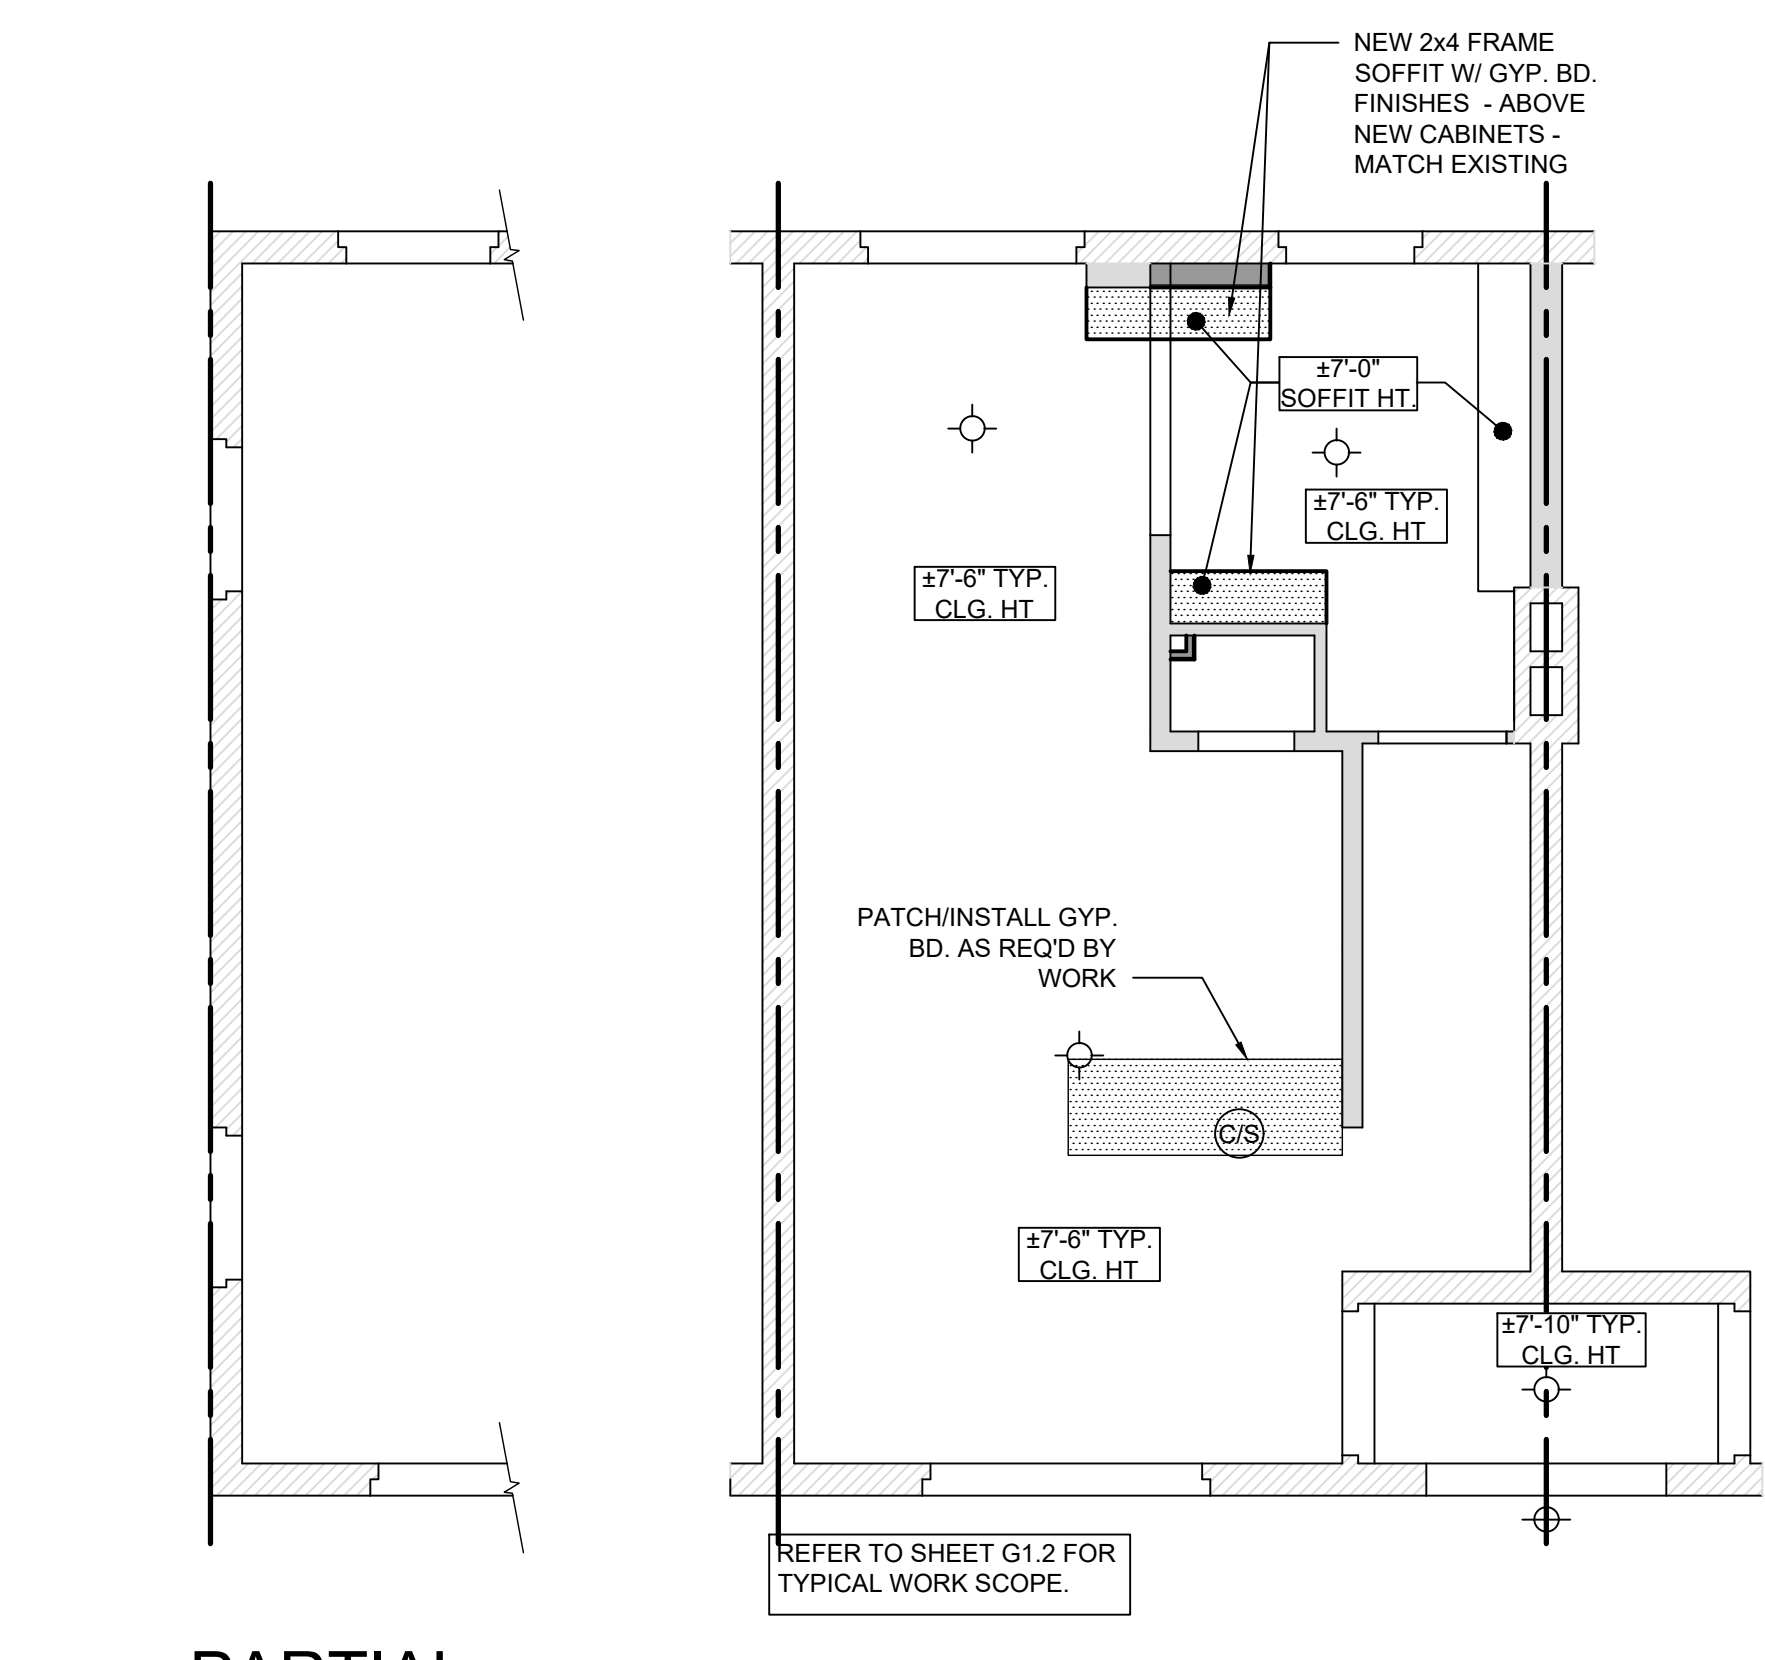 NEW 2x4 FRAME
SOFFIT W/ GYP. BD.
FINISHES - ABOVE
NEW CABINETS -
MATCH EXISTING
±7'-0"
SOFFIT HT.
±7'-6" TYP.
CLG. HT
±7'-6" TYP.
CLG. HT
PATCH/INSTALL GYP.
BD. AS REQ'D BY
WORK
C/S
±7'-6" TYP.
CLG. HT
±7'-10" TYP.
CLG. HT
REFER TO SHEET G1.2 FOR
TYPICAL WORK SCOPE.
PARTIAL